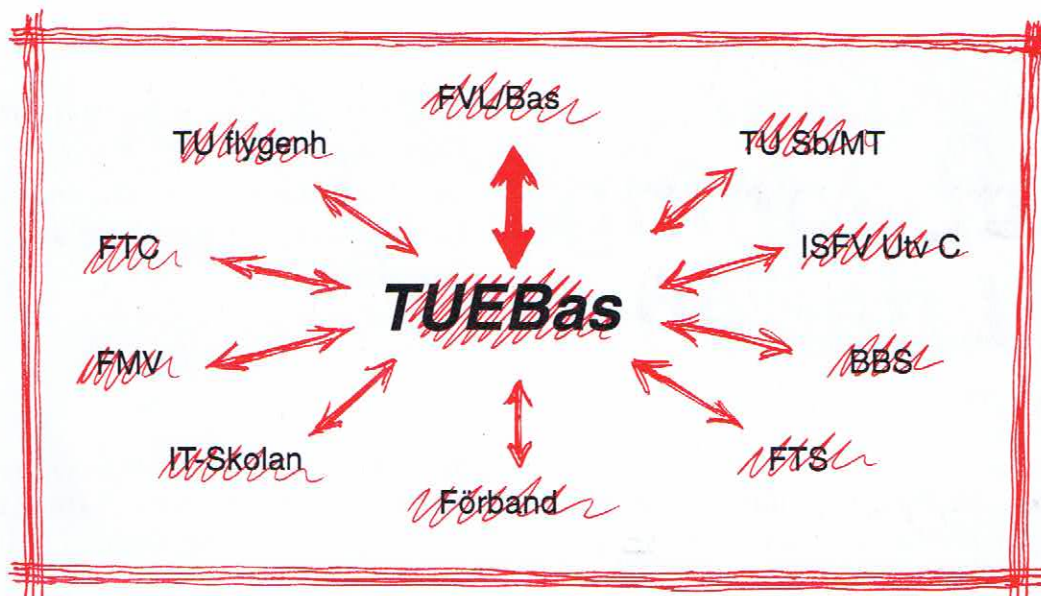 FVL/Bas
TU flygenh
TU Sb/MT
FTC
ISFV Utv C
TUEBas
FMV
BBS
IT-Skolan
FTS
Förband